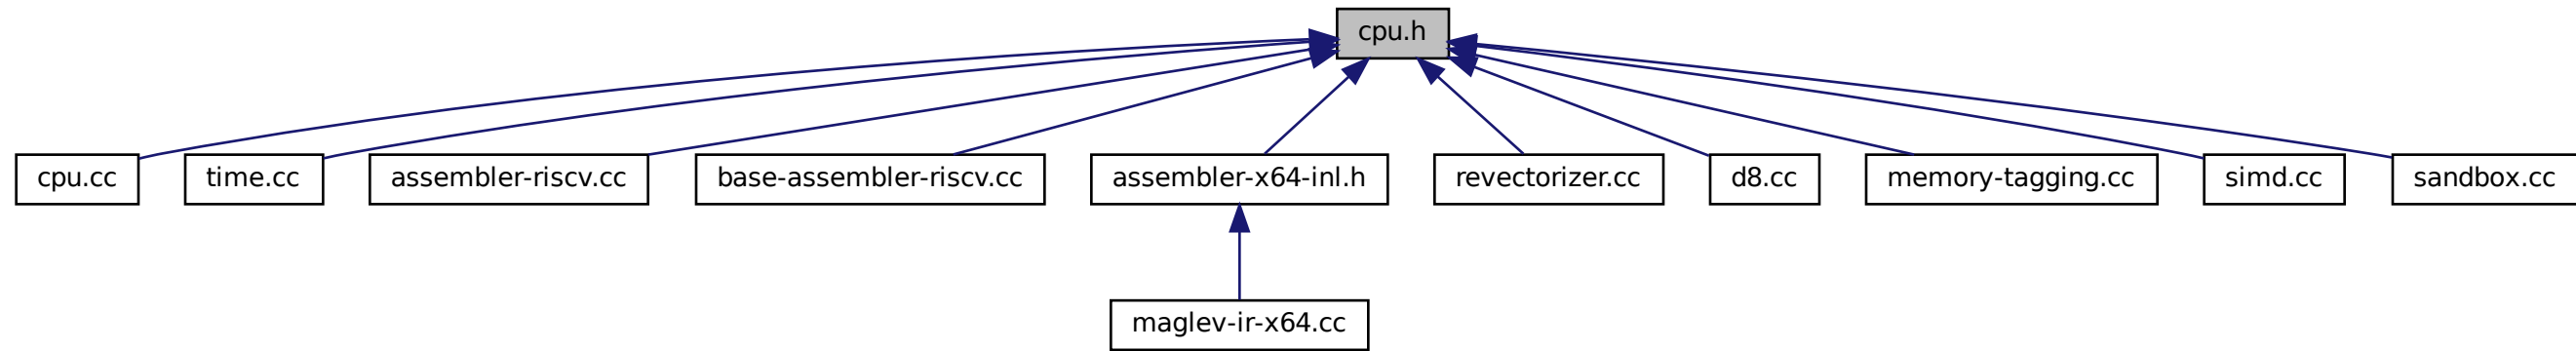 cpu.h
cpu.cc
time.cc
assembler-riscv.cc
base-assembler-riscv.cc
assembler-x64-inl.h
revectorizer.cc
d8.cc
memory-tagging.cc
simd.cc
sandbox.cc
maglev-ir-x64.cc